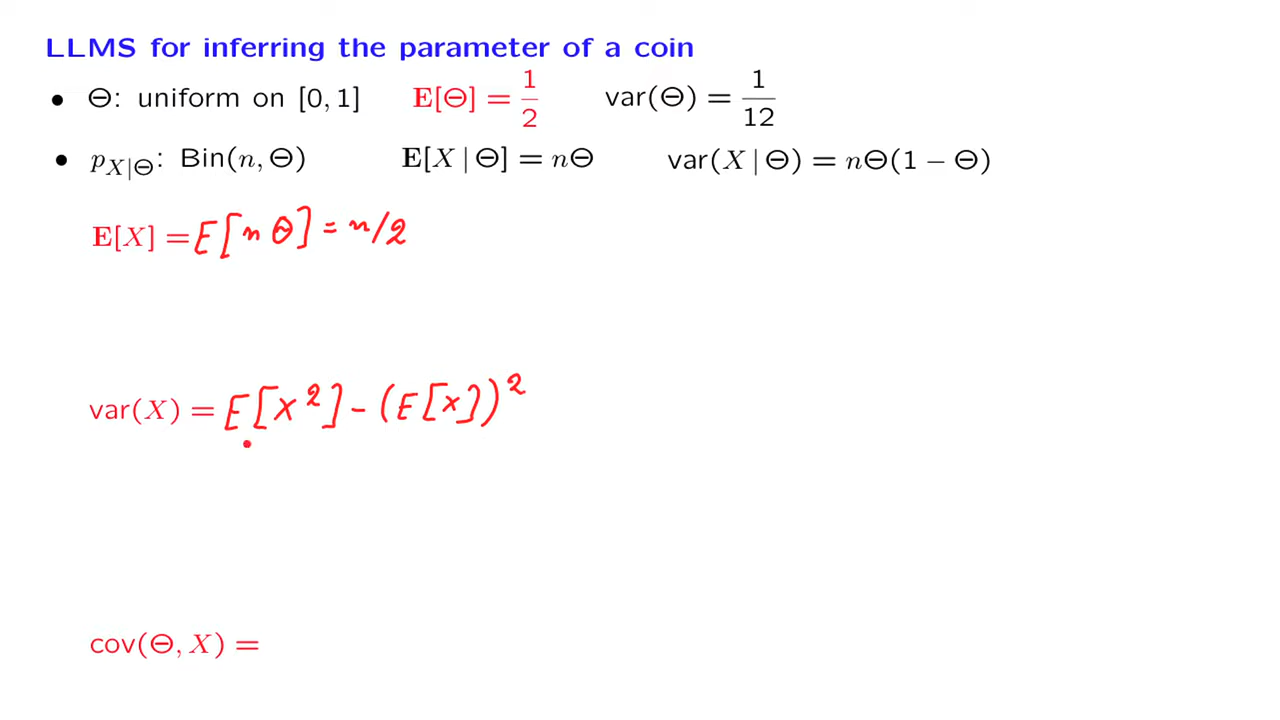 LLMS for inferring the parameter of a coin
• Θ: uniform on [0, 1] E[Θ] = 1/2 var(Θ) = 1/12
• p_{X|Θ}: Bin(n, Θ) E[X | Θ] = nΘ var(X | Θ) = nΘ(1 − Θ)
E[X] = E[nΘ] = n/2
var(X) = E[X²] − (E[X])²
cov(Θ, X) =